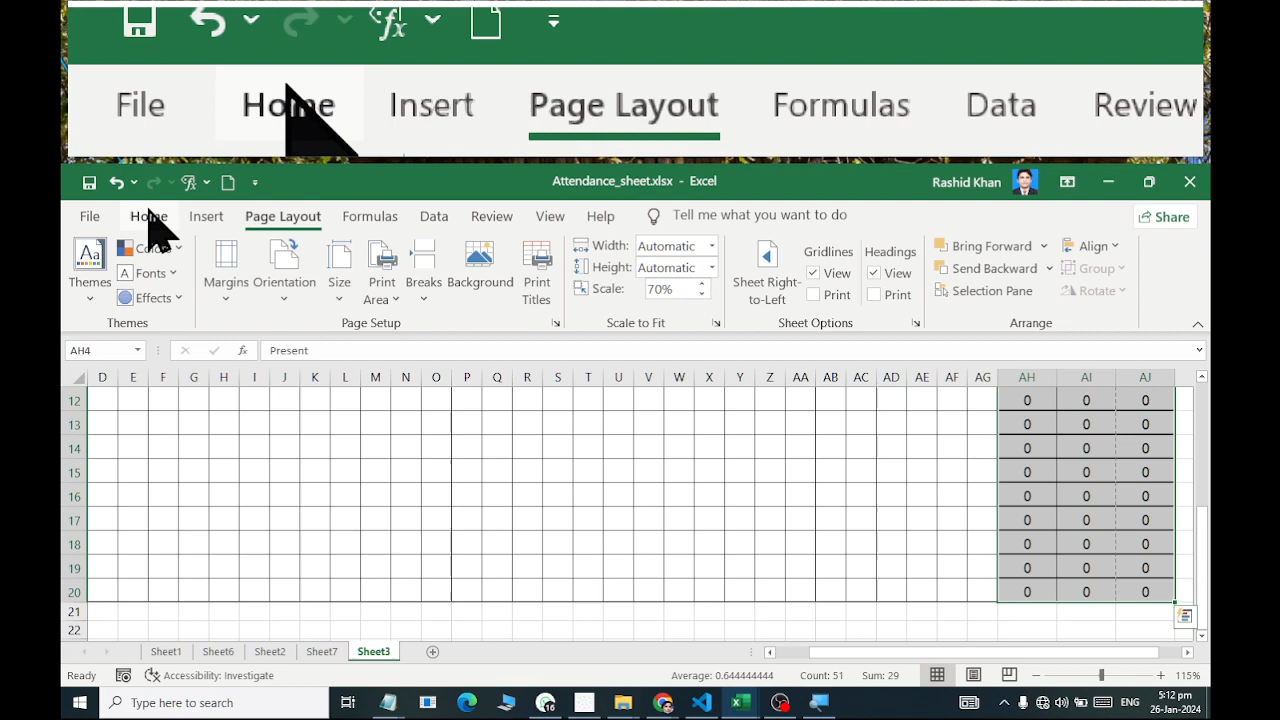 File Home Insert Page Layout Formulas Data Review
Attendance_sheet.xlsx - Excel
Rashid Khan
File Home Insert Page Layout Formulas Data Review View Help Tell me what you want to do Share
Themes Colors Fonts Effects
Margins Orientation Size Print Area Breaks Background Print Titles
Width: Automatic
Height: Automatic
Scale: 70%
Sheet Right-to-Left
Gridlines View Print
Headings View Print
Bring Forward Send Backward Selection Pane
Align Group Rotate
Themes Page Setup Scale to Fit Sheet Options Arrange
AH4 fx Present
D E F G H I J K L M N O P Q R S T U V W X Y Z AA AB AC AD AE AF AG AH AI AJ
12 0 0 0
13 0 0 0
14 0 0 0
15 0 0 0
16 0 0 0
17 0 0 0
18 0 0 0
19 0 0 0
20 0 0 0
21
22
Sheet1 Sheet6 Sheet2 Sheet7 Sheet3
Ready Accessibility: Investigate Average: 0.644444444 Count: 51 Sum: 29 115%
Type here to search 16 ENG 5:12 pm
26-Jan-2024